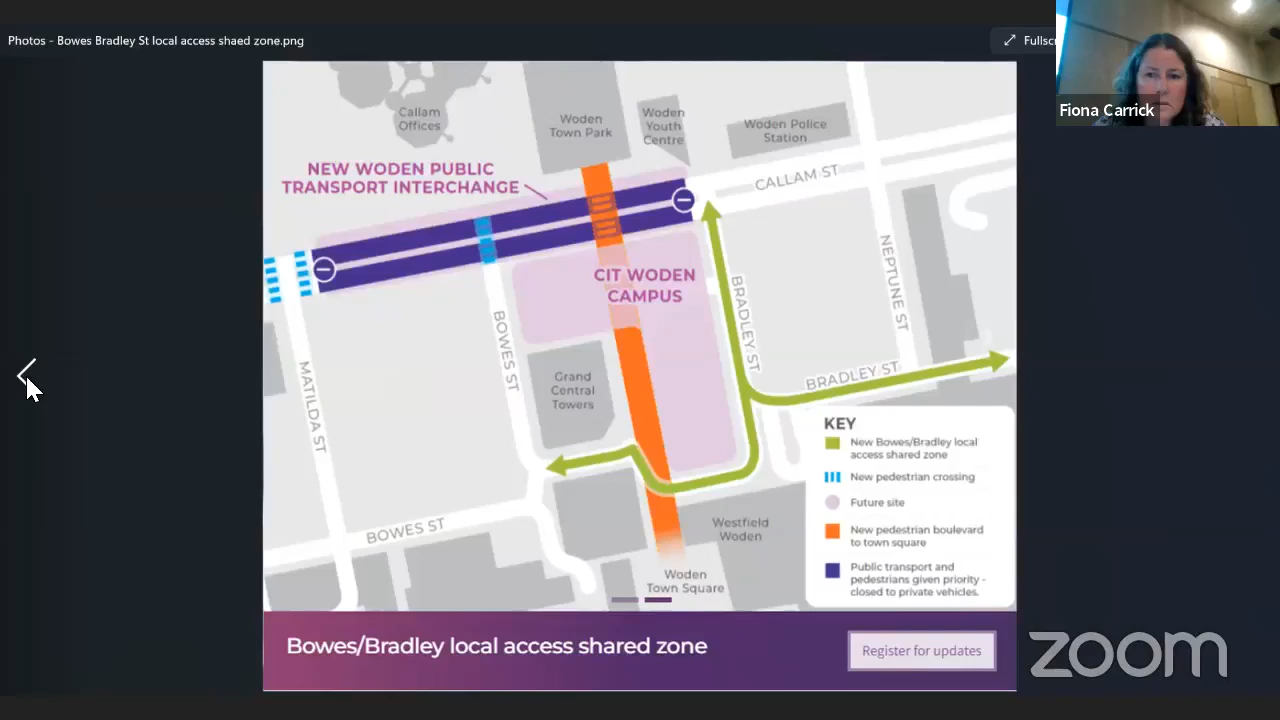 Photos - Bowes Bradley St local access shaed zone.png
Fullscr
Fiona Carrick
Callam
Offices
Woden
Town Park
Woden
Youth
Centre
Woden Police
Station
NEW WODEN PUBLIC
TRANSPORT INTERCHANGE
CALLAM ST
CIT WODEN
CAMPUS
MATILDA ST
BOWES ST
BRADLEY ST
NEPTUNE ST
Grand
Central
Towers
BRADLEY ST
BOWES ST
Westfield
Woden
Woden
Town Square
KEY
New Bowes/Bradley local
access shared zone
New pedestrian crossing
Future site
New pedestrian boulevard
to town square
Public transport and
pedestrians given priority -
closed to private vehicles.
Bowes/Bradley local access shared zone
Register for updates
zoom